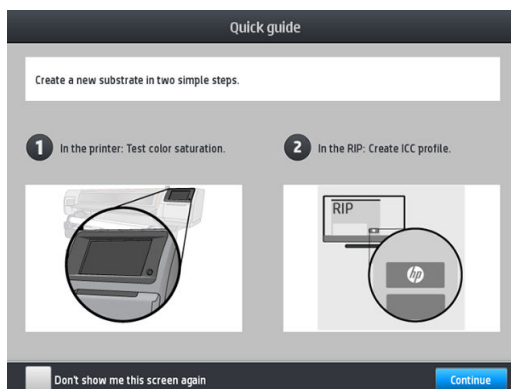 Quick guide
Create a new substrate in two simple steps.
1 In the printer: Test color saturation.
2 In the RIP: Create ICC profile.
RIP
hp
Don't show me this screen again
Continue